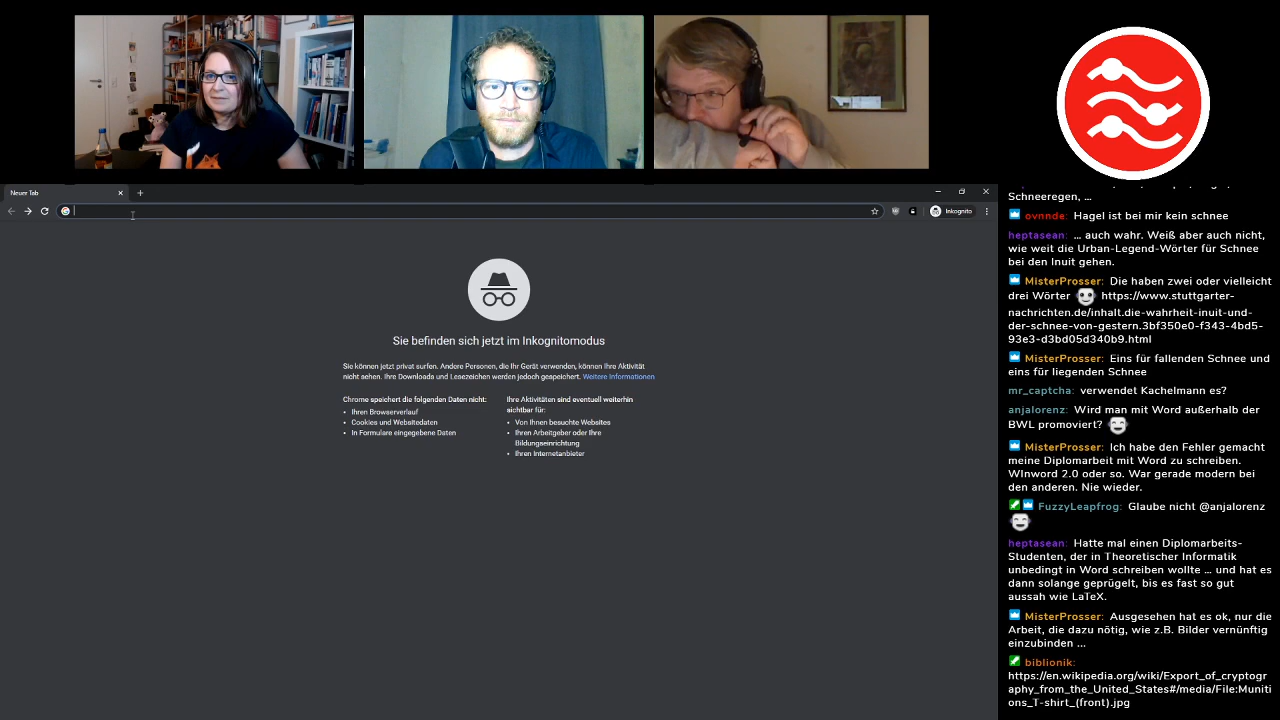 Neuer Tab
Inkognito
Sie befinden sich jetzt im Inkognitomodus
Sie können jetzt privat surfen. Andere Personen, die Ihr Gerät verwenden, können Ihre Aktivität
nicht sehen. Ihre Downloads und Lesezeichen werden jedoch gespeichert. Weitere Informationen
Chrome speichert die folgenden Daten nicht:
• Ihren Browserverlauf
• Cookies und Websitedaten
• In Formulare eingegebene Daten
Ihre Aktivitäten sind eventuell weiterhin
sichtbar für:
• Von Ihnen besuchte Websites
• Ihren Arbeitgeber oder Ihre
Bildungseinrichtung
• Ihren Internetanbieter
Schneeregen, ...
ovnnde: Hagel ist bei mir kein schnee
heptasean: ... auch wahr. Weiß aber auch nicht,
wie weit die Urban-Legend-Wörter für Schnee
bei den Inuit gehen.
MisterProsser: Die haben zwei oder vielleicht
drei Wörter https://www.stuttgarter-
nachrichten.de/inhalt.die-wahrheit-inuit-und-
der-schnee-von-gestern.3bf350e0-f343-4bd5-
93e3-d3bd05d340b9.html
MisterProsser: Eins für fallenden Schnee und
eins für liegenden Schnee
mr_captcha: verwendet Kachelmann es?
anjalorenz: Wird man mit Word außerhalb der
BWL promoviert?
MisterProsser: Ich habe den Fehler gemacht
meine Diplomarbeit mit Word zu schreiben.
WInword 2.0 oder so. War gerade modern bei
den anderen. Nie wieder.
FuzzyLeapfrog: Glaube nicht @anjalorenz
heptasean: Hatte mal einen Diplomarbeits-
Studenten, der in Theoretischer Informatik
unbedingt in Word schreiben wollte ... und hat es
dann solange geprügelt, bis es fast so gut
aussah wie LaTeX.
MisterProsser: Ausgesehen hat es ok, nur die
Arbeit, die dazu nötig, wie z.B. Bilder vernünftig
einzubinden ...
biblionik:
https://en.wikipedia.org/wiki/Export_of_cryptogr
aphy_from_the_United_States#/media/File:Muniti
ons_T-shirt_(front).jpg